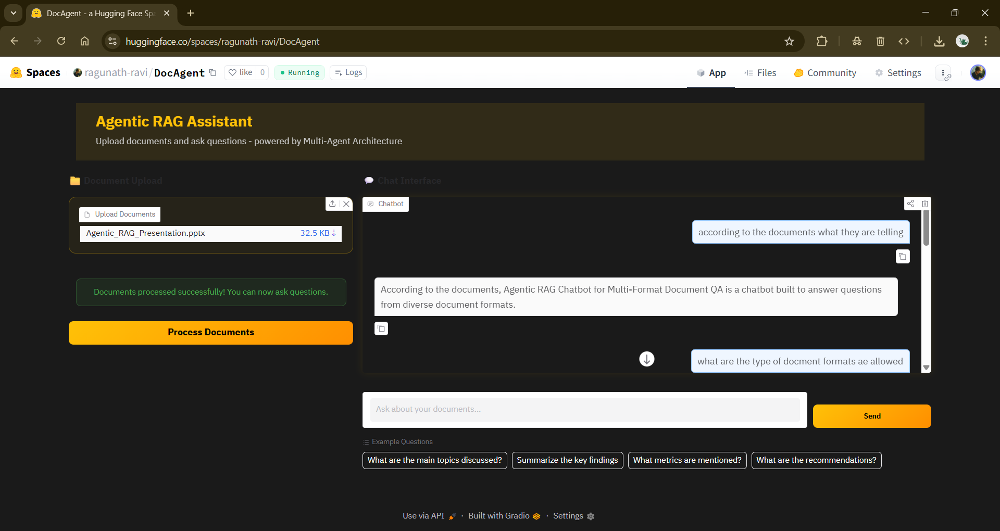 DocAgent - a Hugging Face Spa
huggingface.co/spaces/ragunath-ravi/DocAgent
Spaces
ragunath-ravi/DocAgent
like 0
Running
Logs
App
Files
Community
Settings
Agentic RAG Assistant
Upload documents and ask questions - powered by Multi-Agent Architecture
Document Upload
Upload Documents
Agentic_RAG_Presentation.pptx 32.5 KB ↓
Documents processed successfully! You can now ask questions.
Process Documents
Chat Interface
Chatbot
according to the documents what they are telling
According to the documents, Agentic RAG Chatbot for Multi-Format Document QA is a chatbot built to answer questions
from diverse document formats.
what are the type of docment formats ae allowed
Ask about your documents...
Send
Example Questions
What are the main topics discussed?
Summarize the key findings
What metrics are mentioned?
What are the recommendations?
Use via API · Built with Gradio · Settings